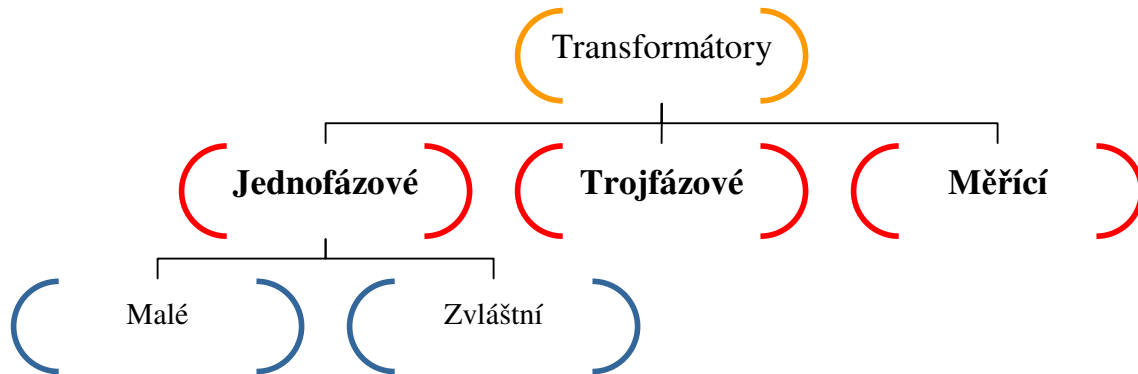 Transformátory
Jednofázové
Trojfázové
Měřící
Malé
Zvláštní